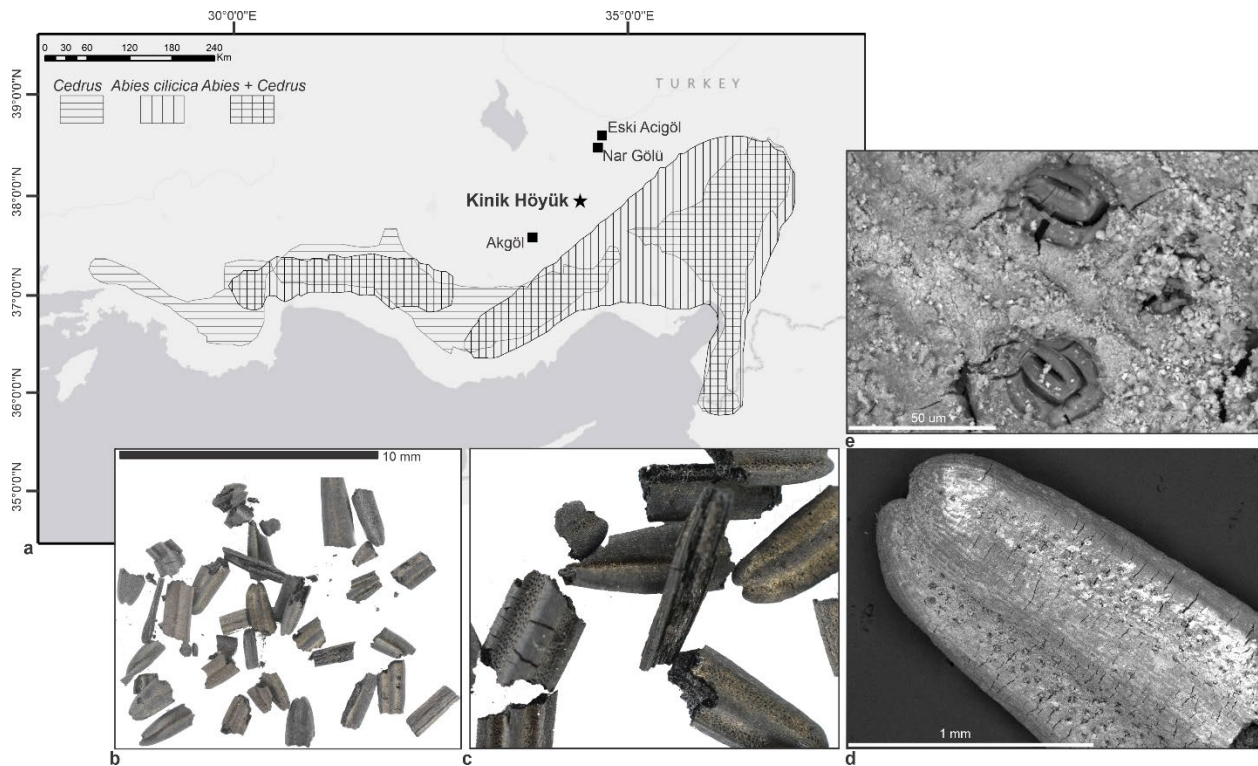 30°0'0"E
35°0'0"E
0 30 60 120 180 240
Km
Cedrus Abies cilicica Abies + Cedrus
TURKEY
39°0'0"N
38°0'0"N
37°0'0"N
36°0'0"N
35°0'0"N
Eski Acigöl
Nar Gölü
Kinik Höyük
Akgöl
a
10 mm
b
c
50 um
e
1 mm
d